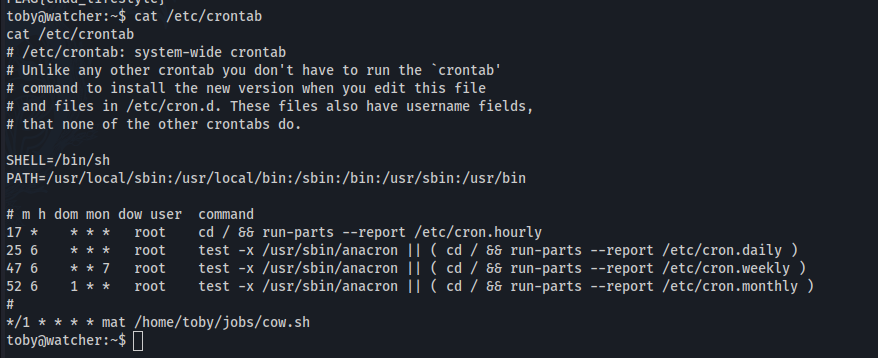 toby@watcher:~$ cat /etc/crontab
cat /etc/crontab
# /etc/crontab: system-wide crontab
# Unlike any other crontab you don't have to run the `crontab'
# command to install the new version when you edit this file
# and files in /etc/cron.d. These files also have username fields,
# that none of the other crontabs do.

SHELL=/bin/sh
PATH=/usr/local/sbin:/usr/local/bin:/sbin:/bin:/usr/sbin:/usr/bin

# m h dom mon dow user  command
17 *    * * *   root    cd / && run-parts --report /etc/cron.hourly
25 6    * * *   root    test -x /usr/sbin/anacron || ( cd / && run-parts --report /etc/cron.daily )
47 6    * * 7   root    test -x /usr/sbin/anacron || ( cd / && run-parts --report /etc/cron.weekly )
52 6    1 * *   root    test -x /usr/sbin/anacron || ( cd / && run-parts --report /etc/cron.monthly )
#
*/1 * * * * mat /home/toby/jobs/cow.sh
toby@watcher:~$